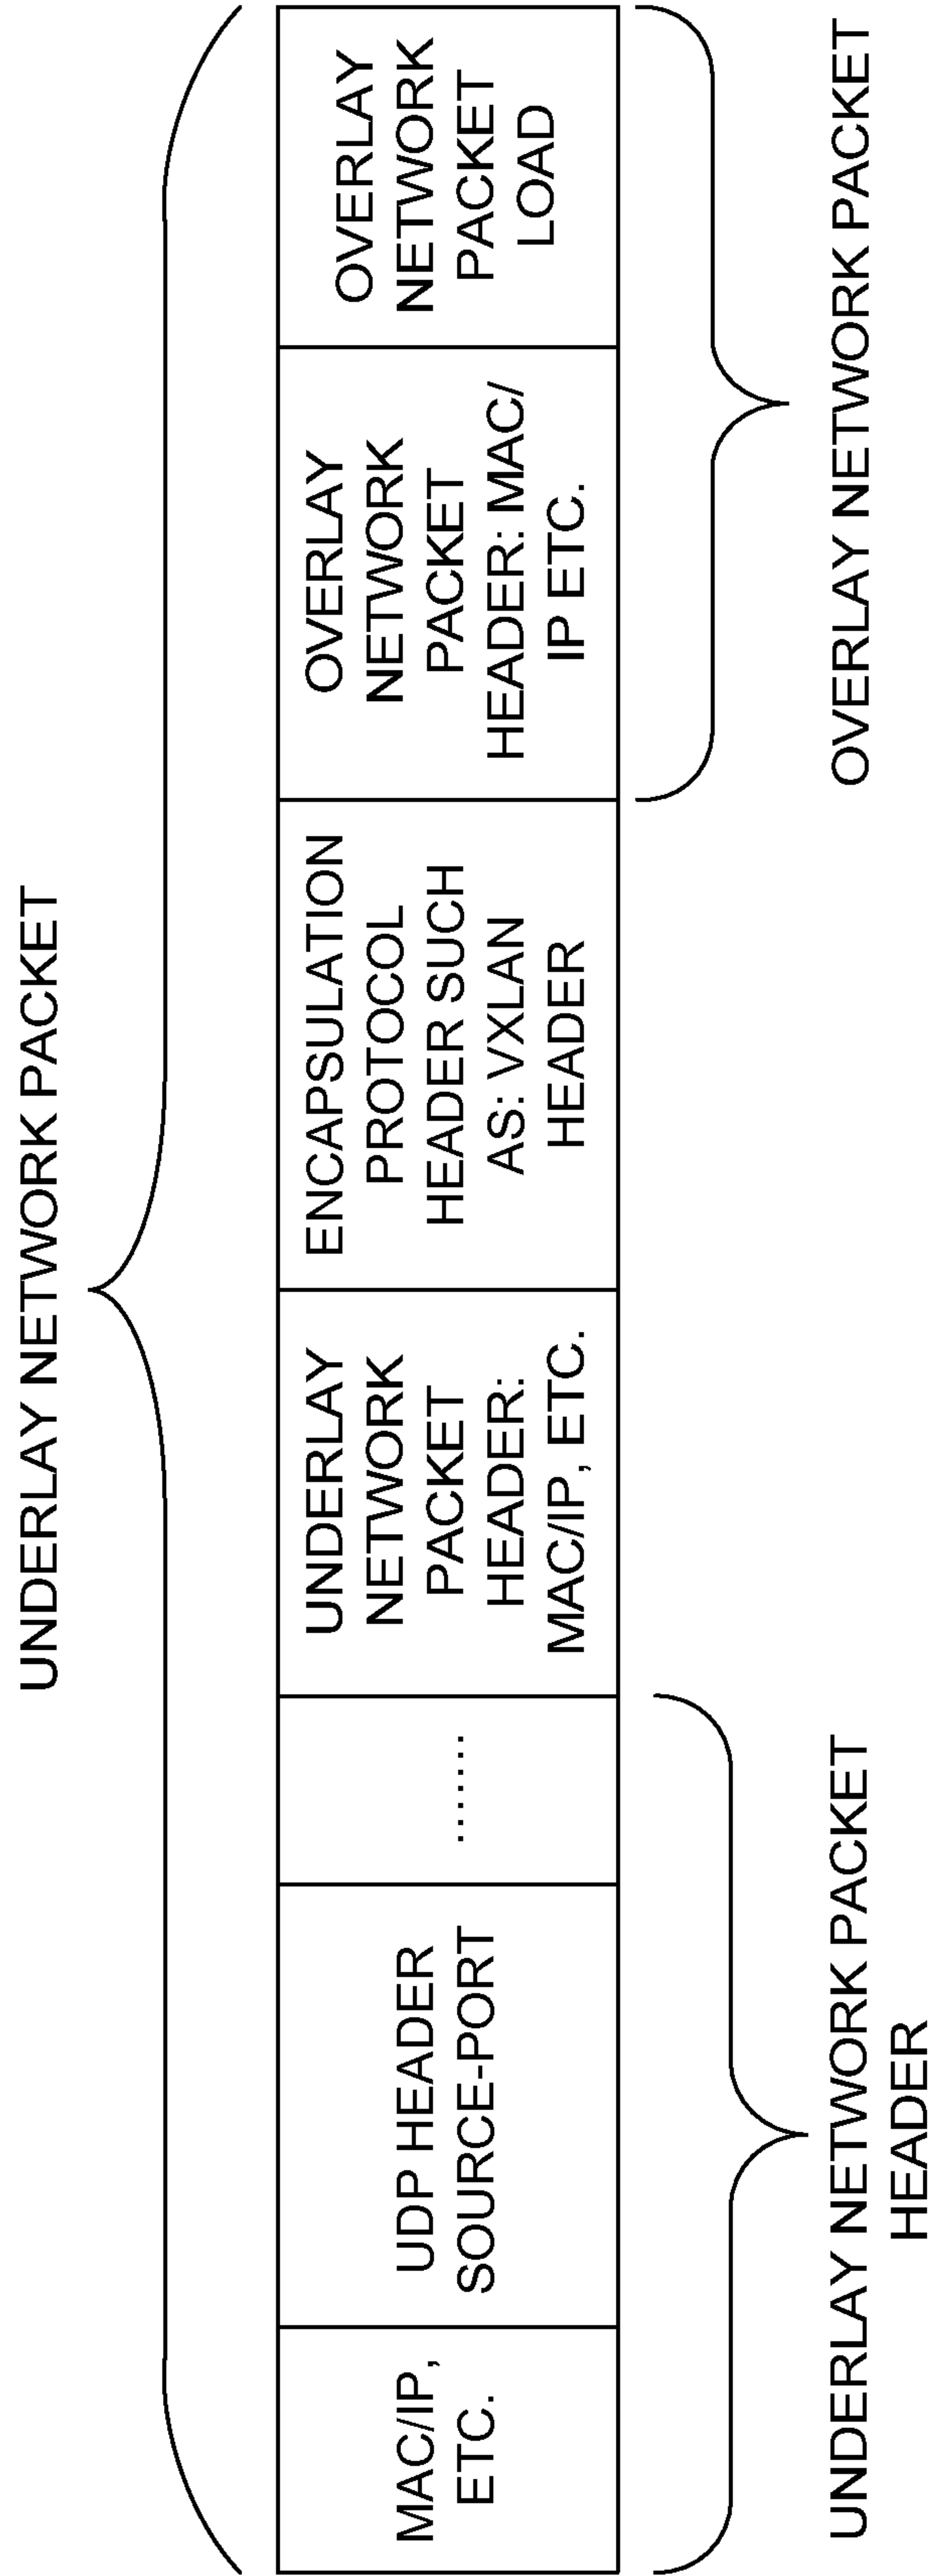 UNDERLAY NETWORK PACKET
MAC/IP,
ETC.
UDP HEADER
SOURCE-PORT
.......
UNDERLAY
NETWORK
PACKET
HEADER:
MAC/IP, ETC.
ENCAPSULATION
PROTOCOL
HEADER SUCH
AS: VXLAN
HEADER
OVERLAY
NETWORK
PACKET
HEADER: MAC/
IP ETC.
OVERLAY
NETWORK
PACKET
LOAD
UNDERLAY NETWORK PACKET
HEADER
OVERLAY NETWORK PACKET